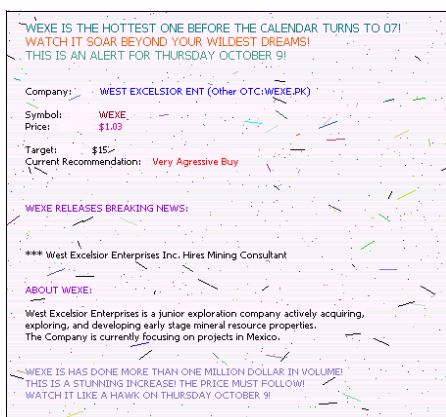 WEXE IS THE HOTTEST ONE BEFORE THE CALENDAR TURNS TO 07!
WATCH IT SOAR BEYOND YOUR WILDEST DREAMS!
THIS IS AN ALERT FOR THURSDAY OCTOBER 9!
Company: WEST EXCELSIOR ENT (Other OTC:WEXE.PK)
Symbol: WEXE
Price: $1.03
Target: $15
Current Recommendation: Very Agressive Buy
WEXE RELEASES BREAKING NEWS:
*** West Excelsior Enterprises Inc. Hires Mining Consultant
ABOUT WEXE:
West Excelsior Enterprises is a junior exploration company actively acquiring,
exploring, and developing early stage mineral resource properties.
The Company is currently focusing on projects in Mexico.
WEXE IS HAS DONE MORE THAN ONE MILLION DOLLAR IN VOLUME!
THIS IS A STUNNING INCREASE! THE PRICE MUST FOLLOW!
WATCH IT LIKE A HAWK ON THURSDAY OCTOBER 9!